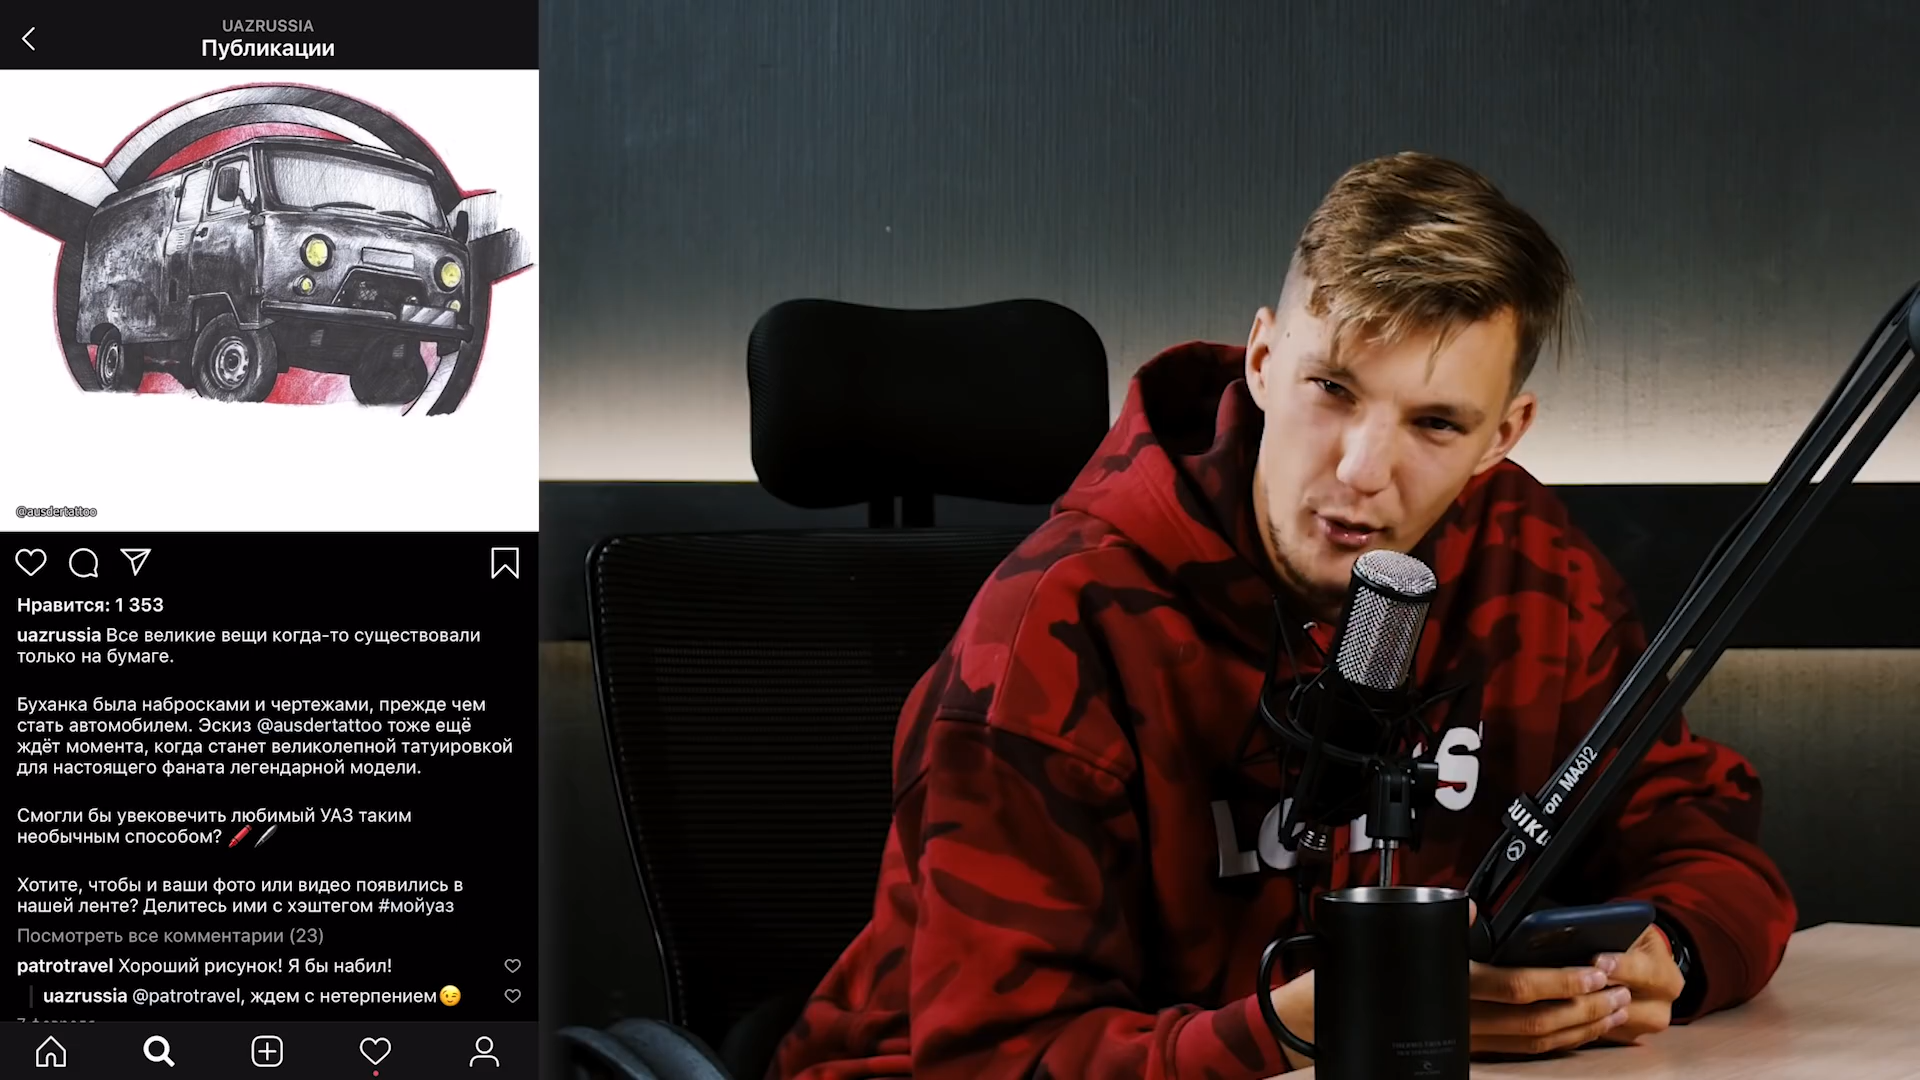 UAZRUSSIA
Публикации
@ausdertattoo
Нравится: 1 353
uazrussia Все великие вещи когда-то существовали
только на бумаге.
Буханка была набросками и чертежами, прежде чем
стать автомобилем. Эскиз @ausdertattoo тоже ещё
ждёт момента, когда станет великолепной татуировкой
для настоящего фаната легендарной модели.
Смогли бы увековечить любимый УАЗ таким
необычным способом? 🖍️🖋️
Хотите, чтобы и ваши фото или видео появились в
нашей ленте? Делитесь ими с хэштегом #мойуаз
Посмотреть все комментарии (23)
patrotravel Хороший рисунок! Я бы набил!
uazrussia @patrotravel, ждем с нетерпением😉
MA612